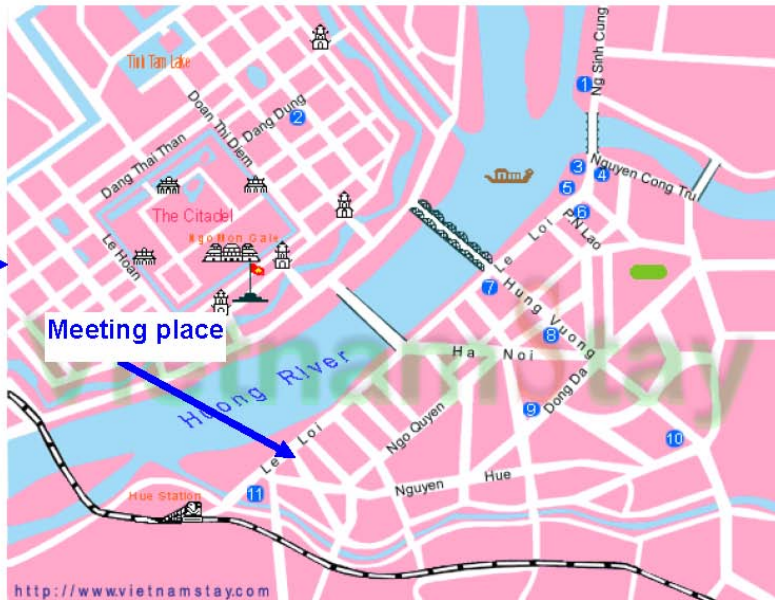 Tinh Tam Lake
Ng Sinh Cung
1
Doan Thi Diem
Dang Dung
2
Dang Thai Than
3
Nguyen Cong Tru
4
5
The Citadel
6
P.N Lao
Ngo Mon Gate
Le Hoan
Le Loi
7
Hung Vuong
Meeting place
8
Vietnam Stay
Ha Noi
Huong River
Dong Da
9
Ngo Quyen
10
Le Loi
Nguyen Hue
11
Hue Station
http://www.vietnamstay.com